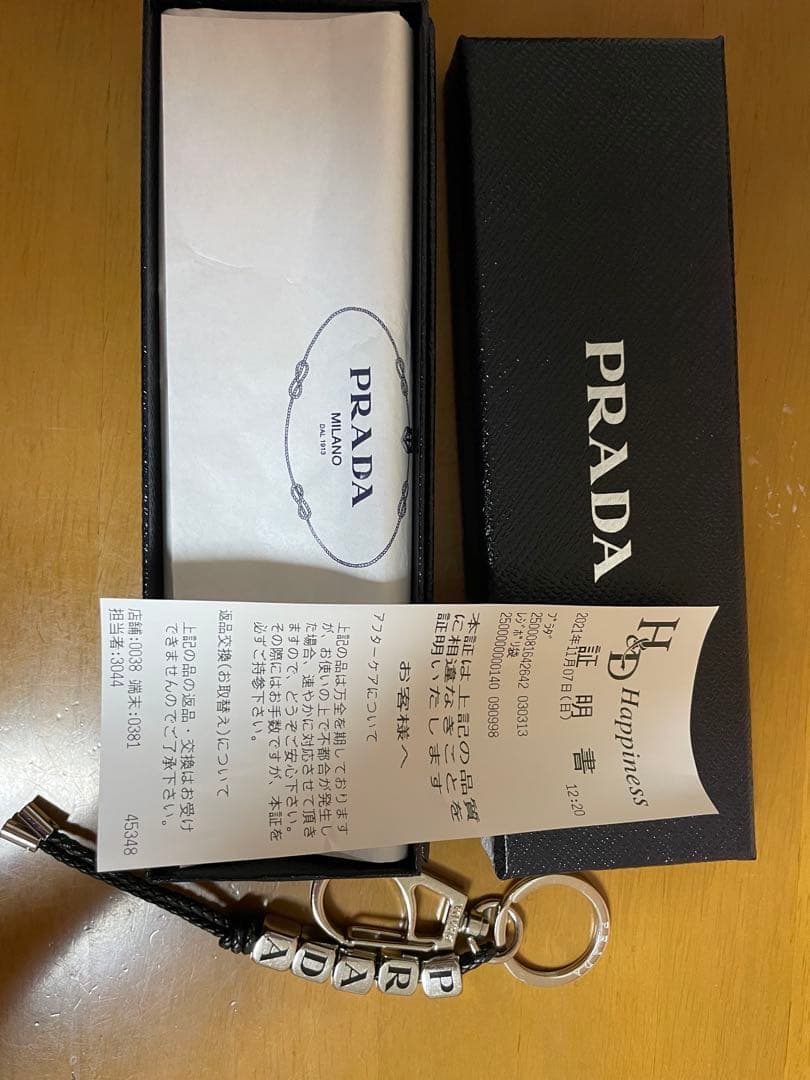 PRADA
MILANO
DAL 1913
PRADA
H&D Happiness
証明書
2021年11月07日(日) 12:20
ﾌﾟﾗﾀﾞ
2500081642642 030313
ﾚｼﾞﾎﾟﾘ袋
2500000000140 090998
本証は上記の品質
に相違なきことを
証明いたします
お客様へ
アフターケアについて
上記の品は万全を期しております
が、お使いの上で不都合が発生し
た場合、速やかに対応させて頂き
ますので、どうぞご安心下さい。
その際にはお手数ですが、本証を
必ずご持参下さい。
返品交換(お取替え)について
上記の品の返品・交換はお受け
できませんのでご了承下さい。
店舗:0038 端末:0381 45348
担当者:3044
PRADA
PRADA